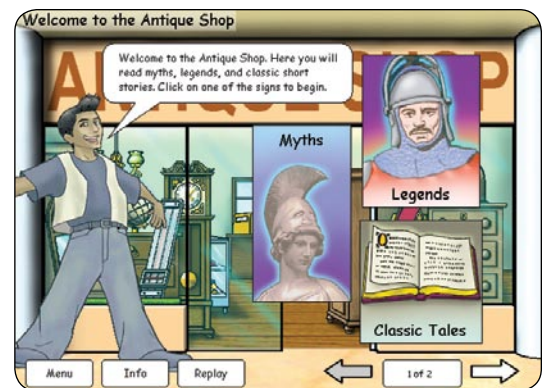 Welcome to the Antique Shop
ANTIQUE SHOP
Welcome to the Antique Shop. Here you will
read myths, legends, and classic short
stories. Click on one of the signs to begin.
Myths
Legends
Classic Tales
Menu
Info
Replay
1 of 2